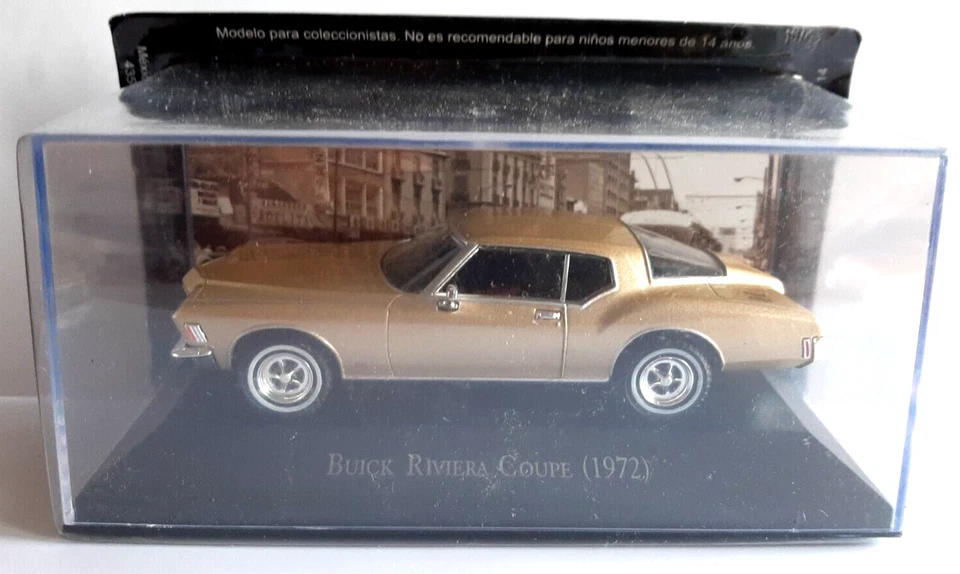 Modelo para coleccionistas. No es recomendable para niños menores de 14 años.
BUICK RIVIERA COUPE (1972)